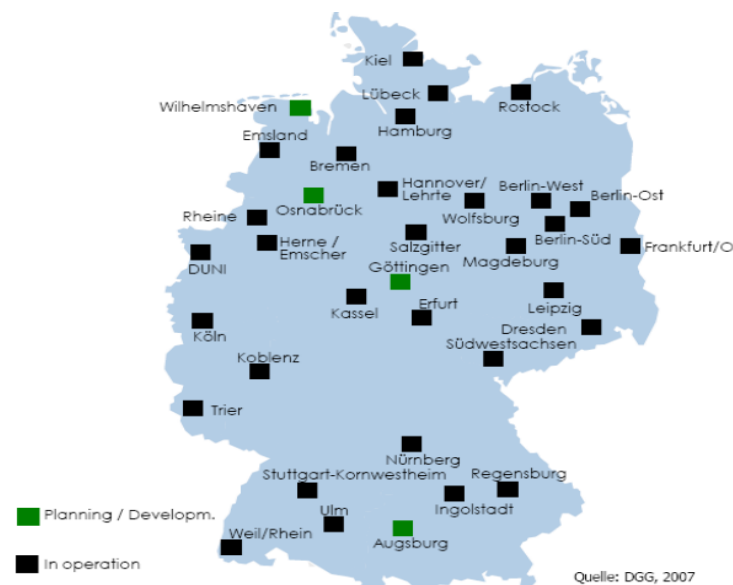 Kiel
Lübeck
Rostock
Wilhelmshaven
Hamburg
Emsland
Bremen
Hannover/
Lehrte
Berlin-West
Berlin-Ost
Osnabrück
Wolfsburg
Rheine
Herne /
Emscher
Salzgitter
Berlin-Süd
Frankfurt/O
Magdeburg
DUNI
Göttingen
Kassel
Erfurt
Leipzig
Dresden
Köln
Südwestsachsen
Koblenz
Trier
Nürnberg
Stuttgart-Kornwestheim
Regensburg
Ingolstadt
Planning / Developm.
Ulm
Weil/Rhein
Augsburg
In operation
Quelle: DGG, 2007